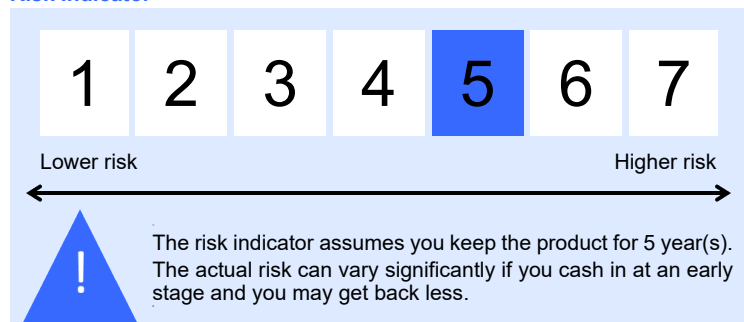 1 2 3 4 5 6 7
Lower risk Higher risk
!
The risk indicator assumes you keep the product for 5 year(s).
The actual risk can vary significantly if you cash in at an early
stage and you may get back less.